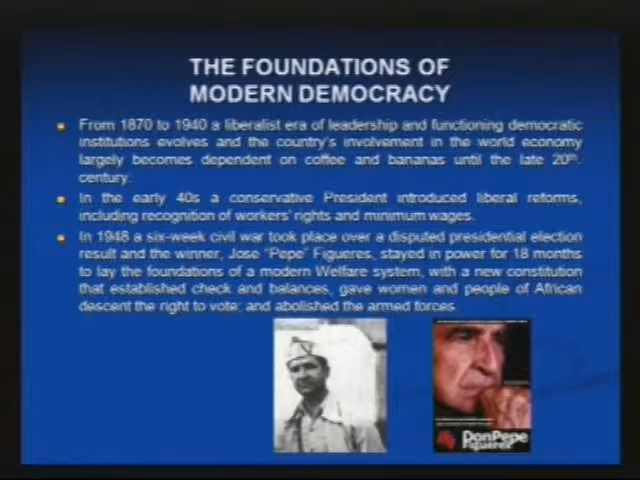 THE FOUNDATIONS OF
MODERN DEMOCRACY
From 1870 to 1940 a liberalist era of leadership and functioning democratic
institutions evolves and the country's involvement in the world economy
largely becomes dependent on coffee and bananas until the late 20th
century.
In the early 40s a conservative President introduced liberal reforms,
including recognition of workers' rights and minimum wages.
In 1948 a six-week civil war took place over a disputed presidential election
result and the winner, Jose "Pepe" Figueres, stayed in power for 18 months
to lay the foundations of a modern Welfare system, with a new constitution
that established check and balances, gave women and people of African
descent the right to vote; and abolished the armed forces.
DonPepe
Figueres